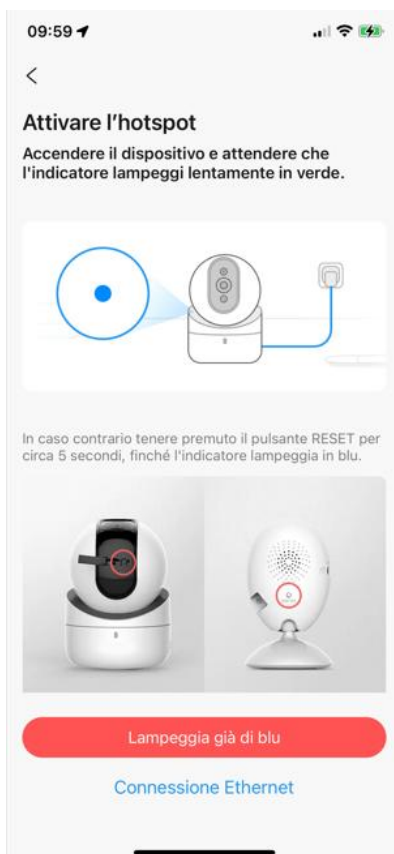 09:59
Attivare l'hotspot
Accendere il dispositivo e attendere che
l'indicatore lampeggi lentamente in verde.
In caso contrario tenere premuto il pulsante RESET per
circa 5 secondi, finché l'indicatore lampeggia in blu.
Lampeggia già di blu
Connessione Ethernet